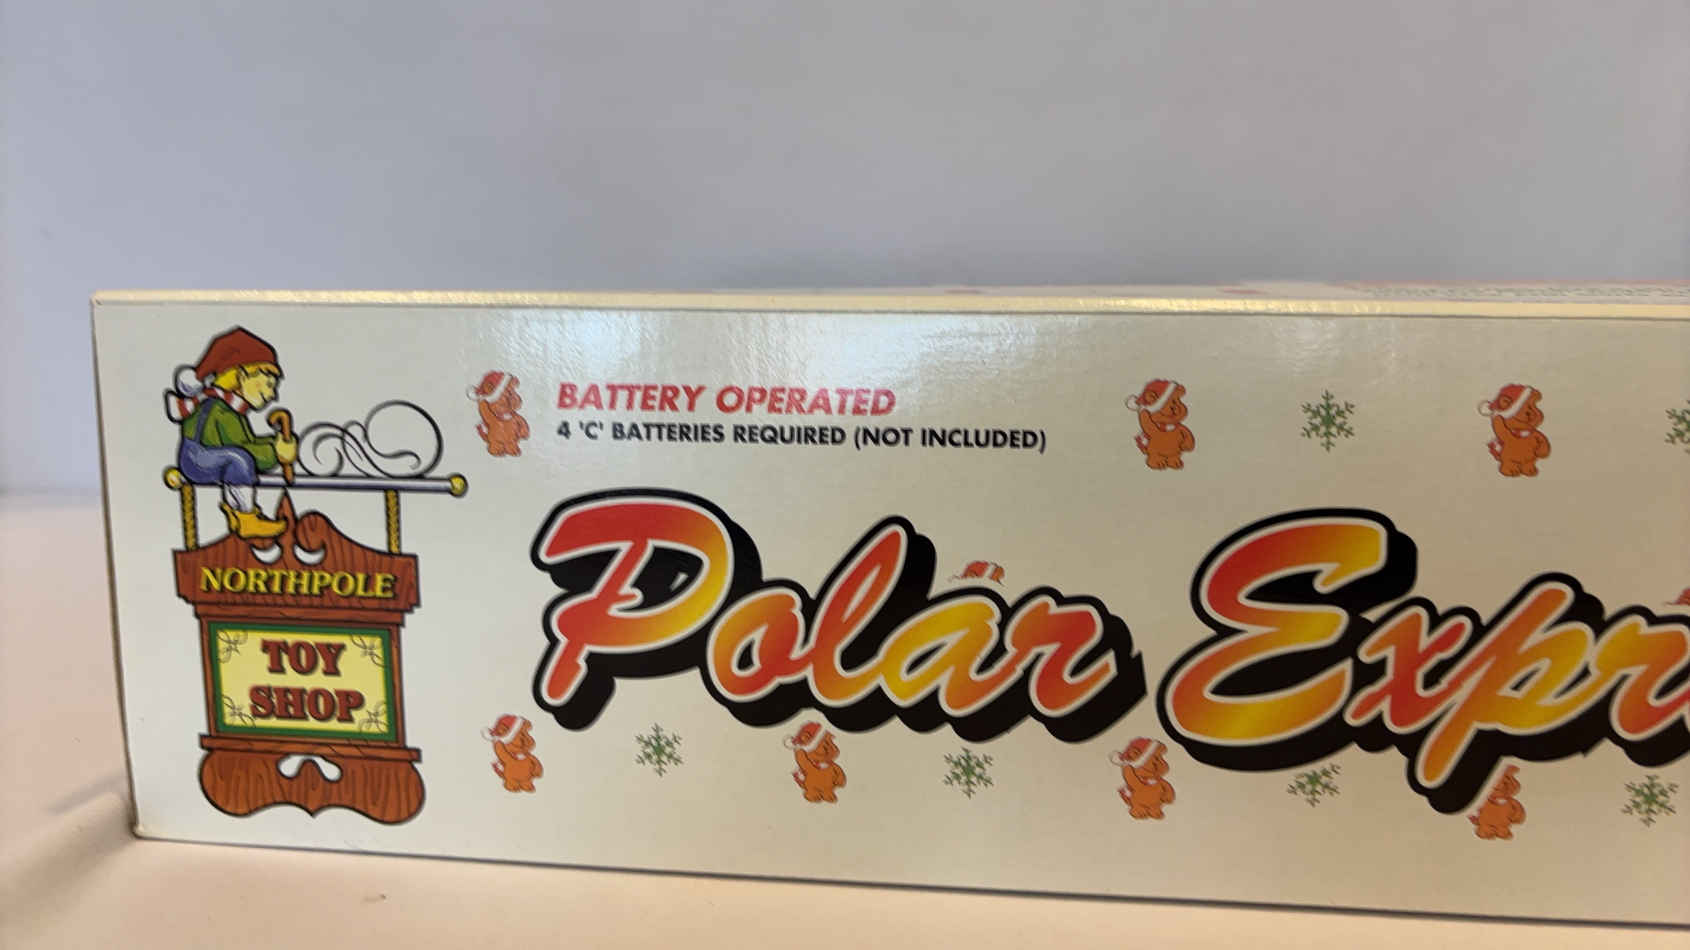 NORTHPOLE
TOY
SHOP
BATTERY OPERATED
4 'C' BATTERIES REQUIRED (NOT INCLUDED)
Polar Expr